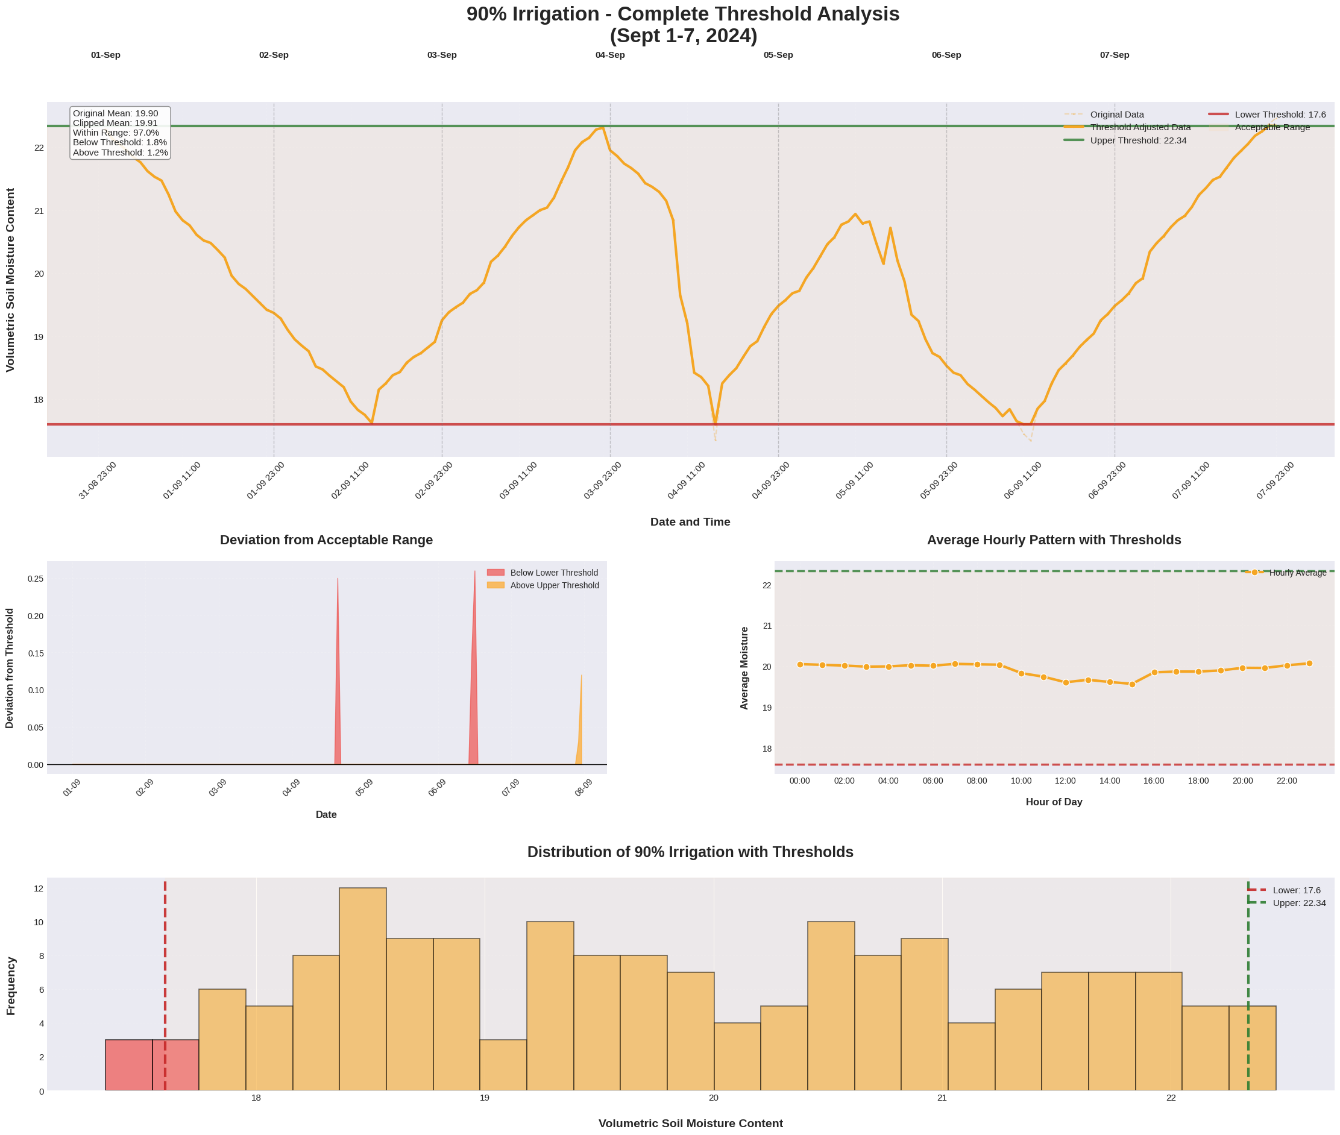 90% Irrigation - Complete Threshold Analysis
(Sept 1-7, 2024)
01-Sep 02-Sep 03-Sep 04-Sep 05-Sep 06-Sep 07-Sep
Original Mean: 19.90
Clipped Mean: 19.91
Within Range: 97.0%
Below Threshold: 1.8%
Above Threshold: 1.2%
Original Data
Threshold Adjusted Data
Upper Threshold: 22.34
Lower Threshold: 17.6
Acceptable Range
Volumetric Soil Moisture Content
22
21
20
19
18
31-08 23:00 01-09 11:00 01-09 23:00 02-09 11:00 02-09 23:00 03-09 11:00 03-09 23:00 04-09 11:00 04-09 23:00 05-09 11:00 05-09 23:00 06-09 11:00 06-09 23:00 07-09 11:00 07-09 23:00
Date and Time
Deviation from Acceptable Range
Below Lower Threshold
Above Upper Threshold
Deviation from Threshold
0.25
0.20
0.15
0.10
0.05
0.00
01-09 02-09 03-09 04-09 05-09 06-09 07-09 08-09
Date
Average Hourly Pattern with Thresholds
Hourly Average
Average Moisture
22
21
20
19
18
00:00 02:00 04:00 06:00 08:00 10:00 12:00 14:00 16:00 18:00 20:00 22:00
Hour of Day
Distribution of 90% Irrigation with Thresholds
Lower: 17.6
Upper: 22.34
Frequency
12
10
8
6
4
2
0
18 19 20 21 22
Volumetric Soil Moisture Content